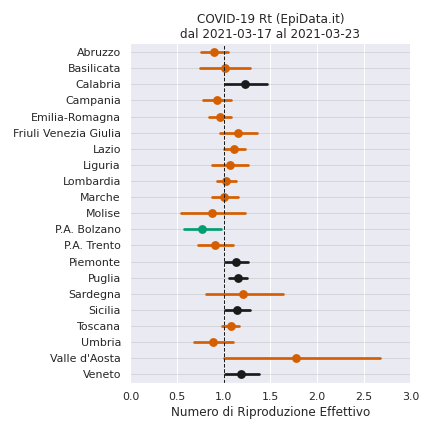 COVID-19 Rt (EpiData.it)
dal 2021-03-17 al 2021-03-23
Abruzzo
Basilicata
Calabria
Campania
Emilia-Romagna
Friuli Venezia Giulia
Lazio
Liguria
Lombardia
Marche
Molise
P.A. Bolzano
P.A. Trento
Piemonte
Puglia
Sardegna
Sicilia
Toscana
Umbria
Valle d'Aosta
Veneto
0.0 0.5 1.0 1.5 2.0 2.5 3.0
Numero di Riproduzione Effettivo